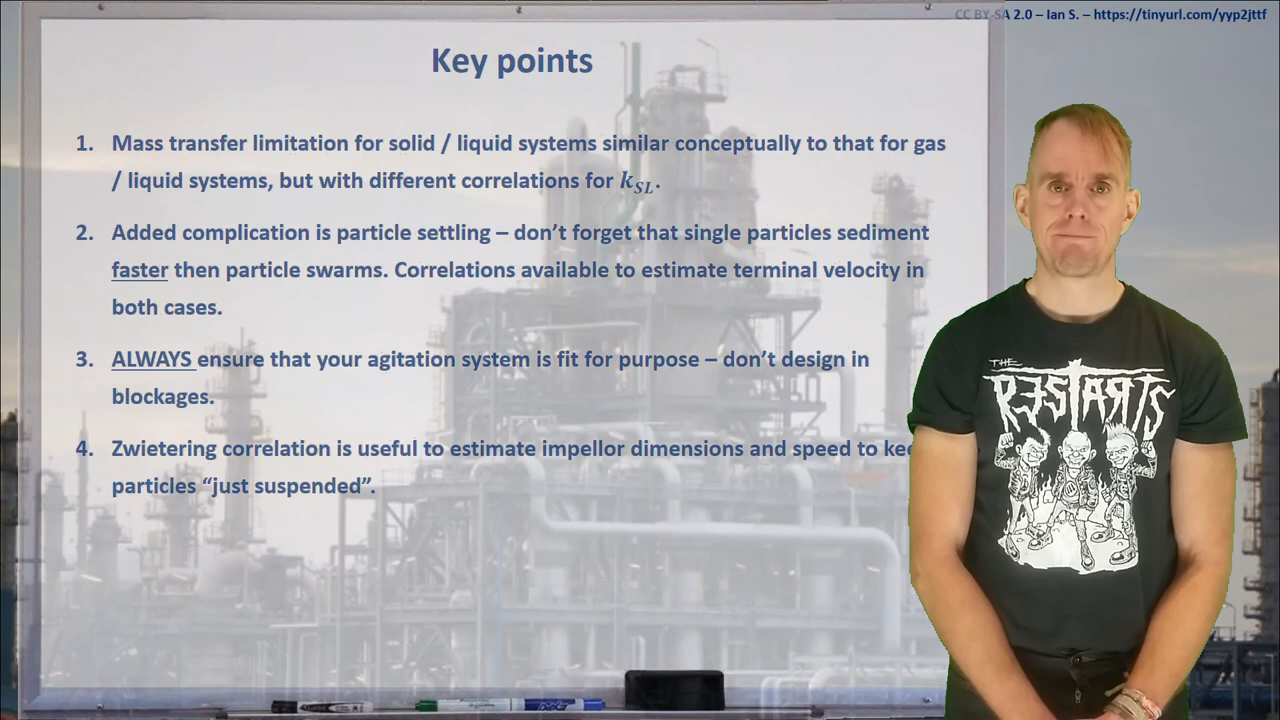 CC BY-SA 2.0 – Ian S. – https://tinyurl.com/yyp2jttf
Key points
1. Mass transfer limitation for solid / liquid systems similar conceptually to that for gas
/ liquid systems, but with different correlations for k_SL.
2. Added complication is particle settling – don’t forget that single particles sediment
faster then particle swarms. Correlations available to estimate terminal velocity in
both cases.
3. ALWAYS ensure that your agitation system is fit for purpose – don’t design in
blockages.
4. Zwietering correlation is useful to estimate impellor dimensions and speed to
particles “just suspended”.
THE
RESTARTS